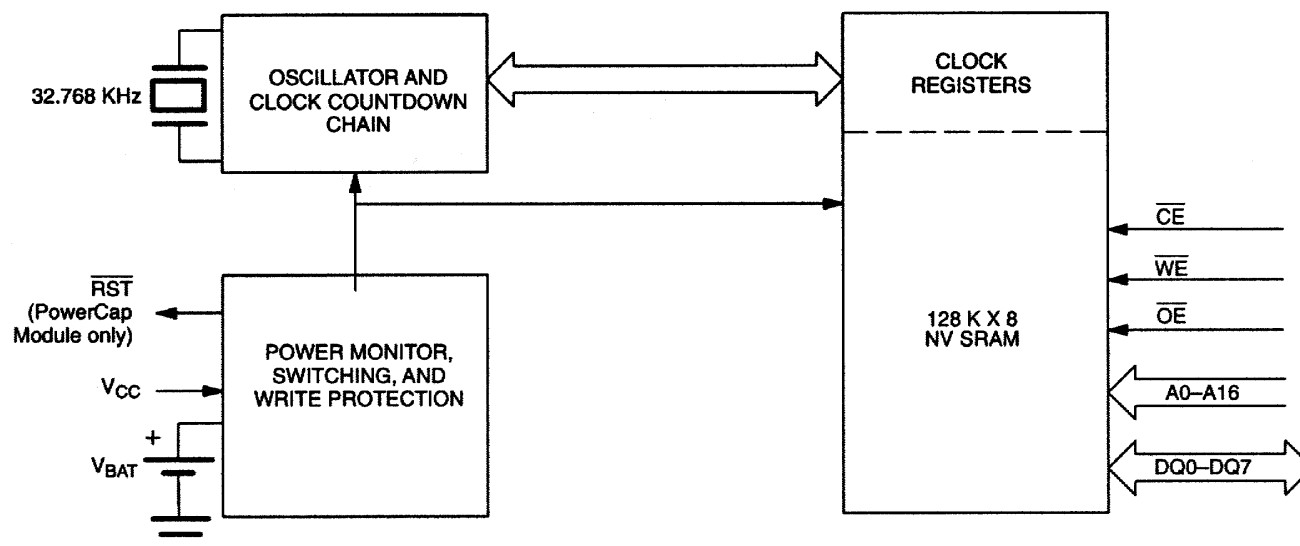 32.768 KHz
OSCILLATOR AND
CLOCK COUNTDOWN
CHAIN
CLOCK
REGISTERS
RST
(PowerCap
Module only)
VCC
+
VBAT
POWER MONITOR,
SWITCHING, AND
WRITE PROTECTION
128 K X 8
NV SRAM
CE
WE
OE
A0–A16
DQ0–DQ7